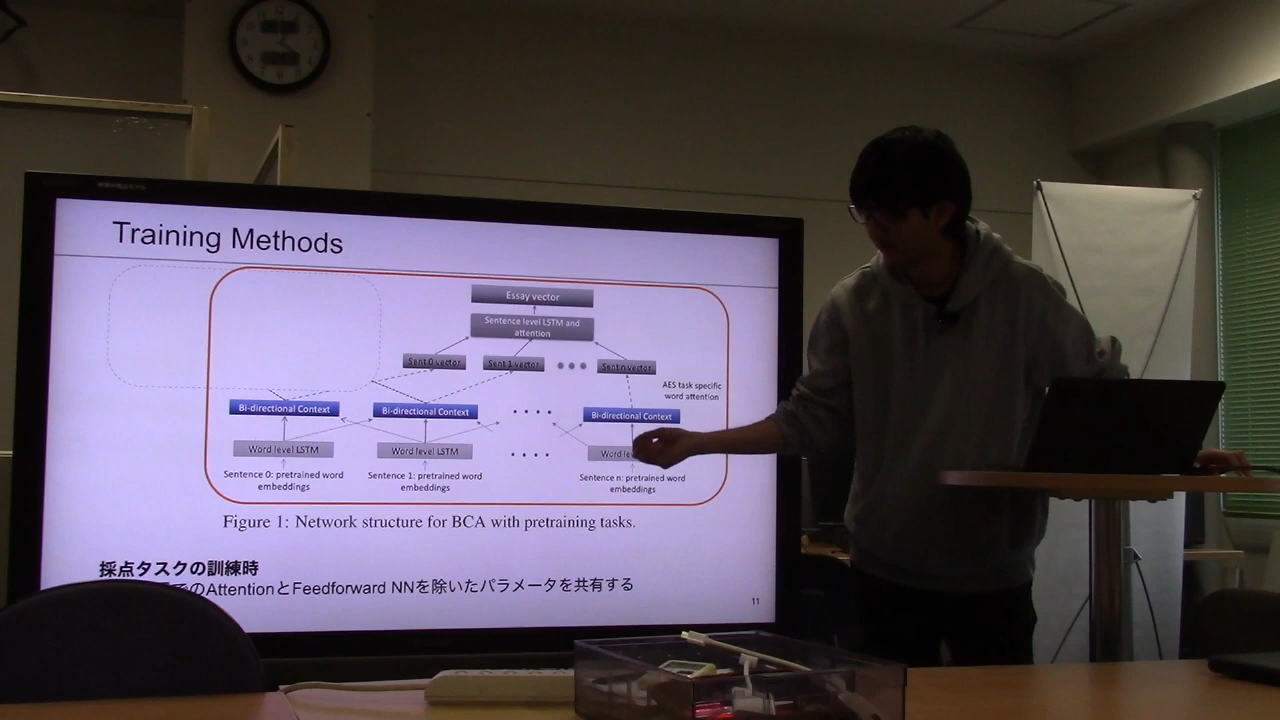 Training Methods
Essay vector
Sentence level LSTM and
attention
Sent 0 vector
Sent 1 vector
Sent n vector
AES task specific
word attention
Bi-directional Context
Bi-directional Context
Bi-directional Context
Word level LSTM
Word level LSTM
Sentence 0: pretrained word
embeddings
Sentence 1: pretrained word
embeddings
Sentence n: pretrained word
embeddings
Figure 1: Network structure for BCA with pretraining tasks.
採点タスクの訓練時
のAttentionとFeedforward NNを除いたパラメータを共有する
11